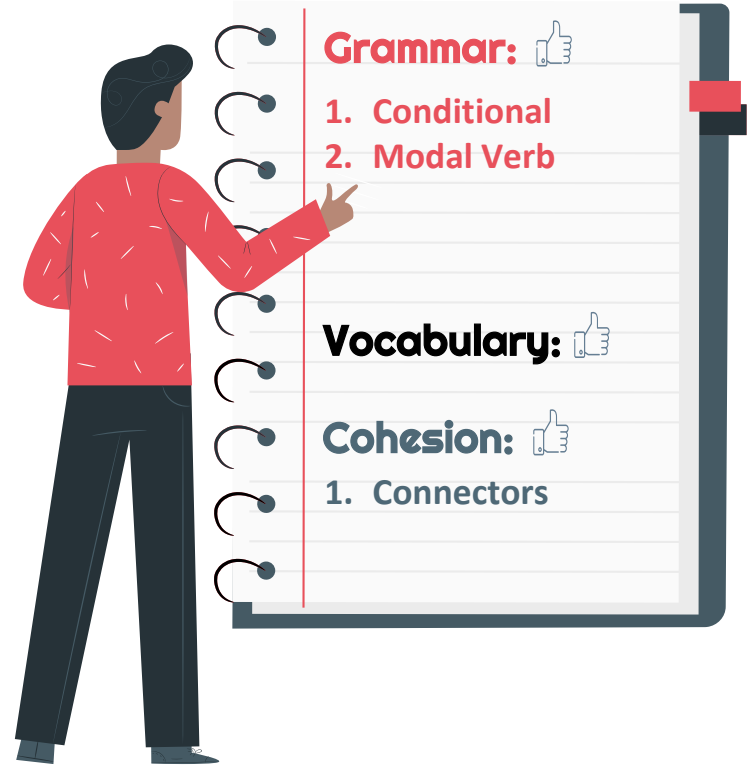 Grammar:
1. Conditional
2. Modal Verb
Vocabulary:
Cohesion:
1. Connectors